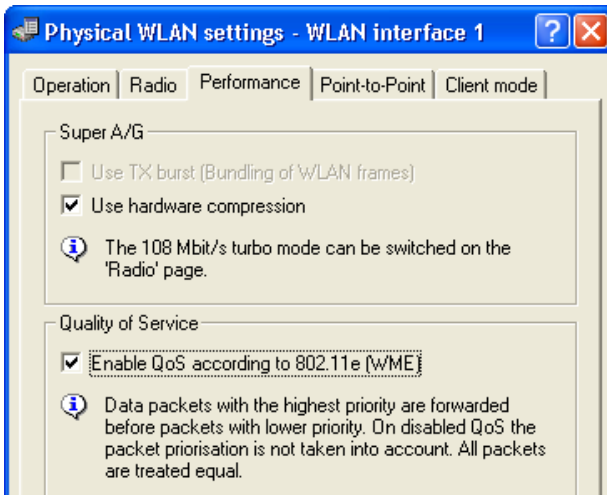 Physical WLAN settings - WLAN interface 1
Operation Radio Performance Point-to-Point Client mode
Super A/G
Use TX burst (Bundling of WLAN frames)
Use hardware compression
The 108 Mbit/s turbo mode can be switched on the
'Radio' page.
Quality of Service
Enable QoS according to 802.11e (WME)
Data packets with the highest priority are forwarded
before packets with lower priority. On disabled QoS the
packet priorisation is not taken into account. All packets
are treated equal.